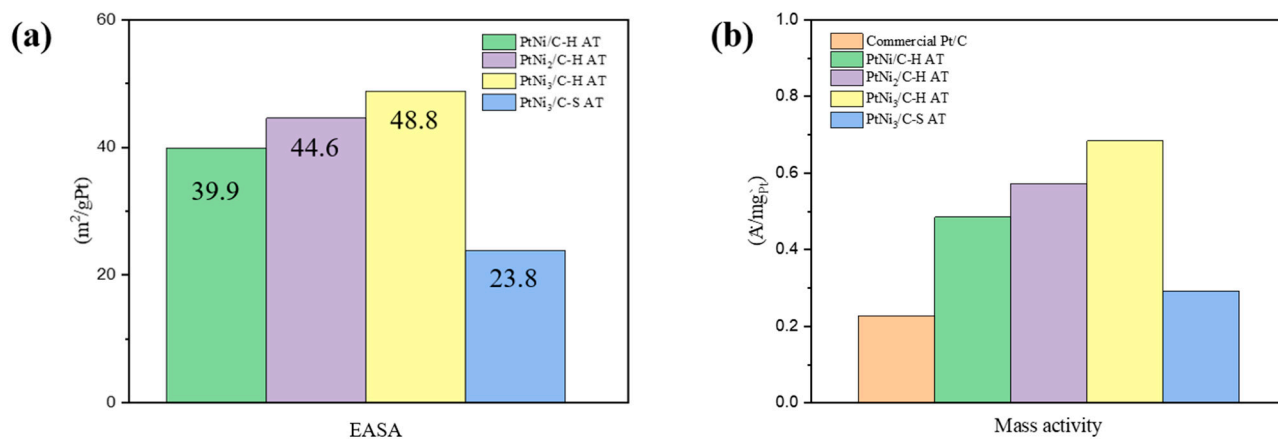 (a)
60
40
20
0
(m²/gPt)
PtNi/C-H AT
PtNi₂/C-H AT
PtNi₃/C-H AT
PtNi₃/C-S AT
39.9
44.6
48.8
23.8
EASA
(b)
1.0
0.8
0.6
0.4
0.2
0.0
(A/mg Pt)
Commercial Pt/C
PtNi/C-H AT
PtNi₂/C-H AT
PtNi₃/C-H AT
PtNi₃/C-S AT
Mass activity